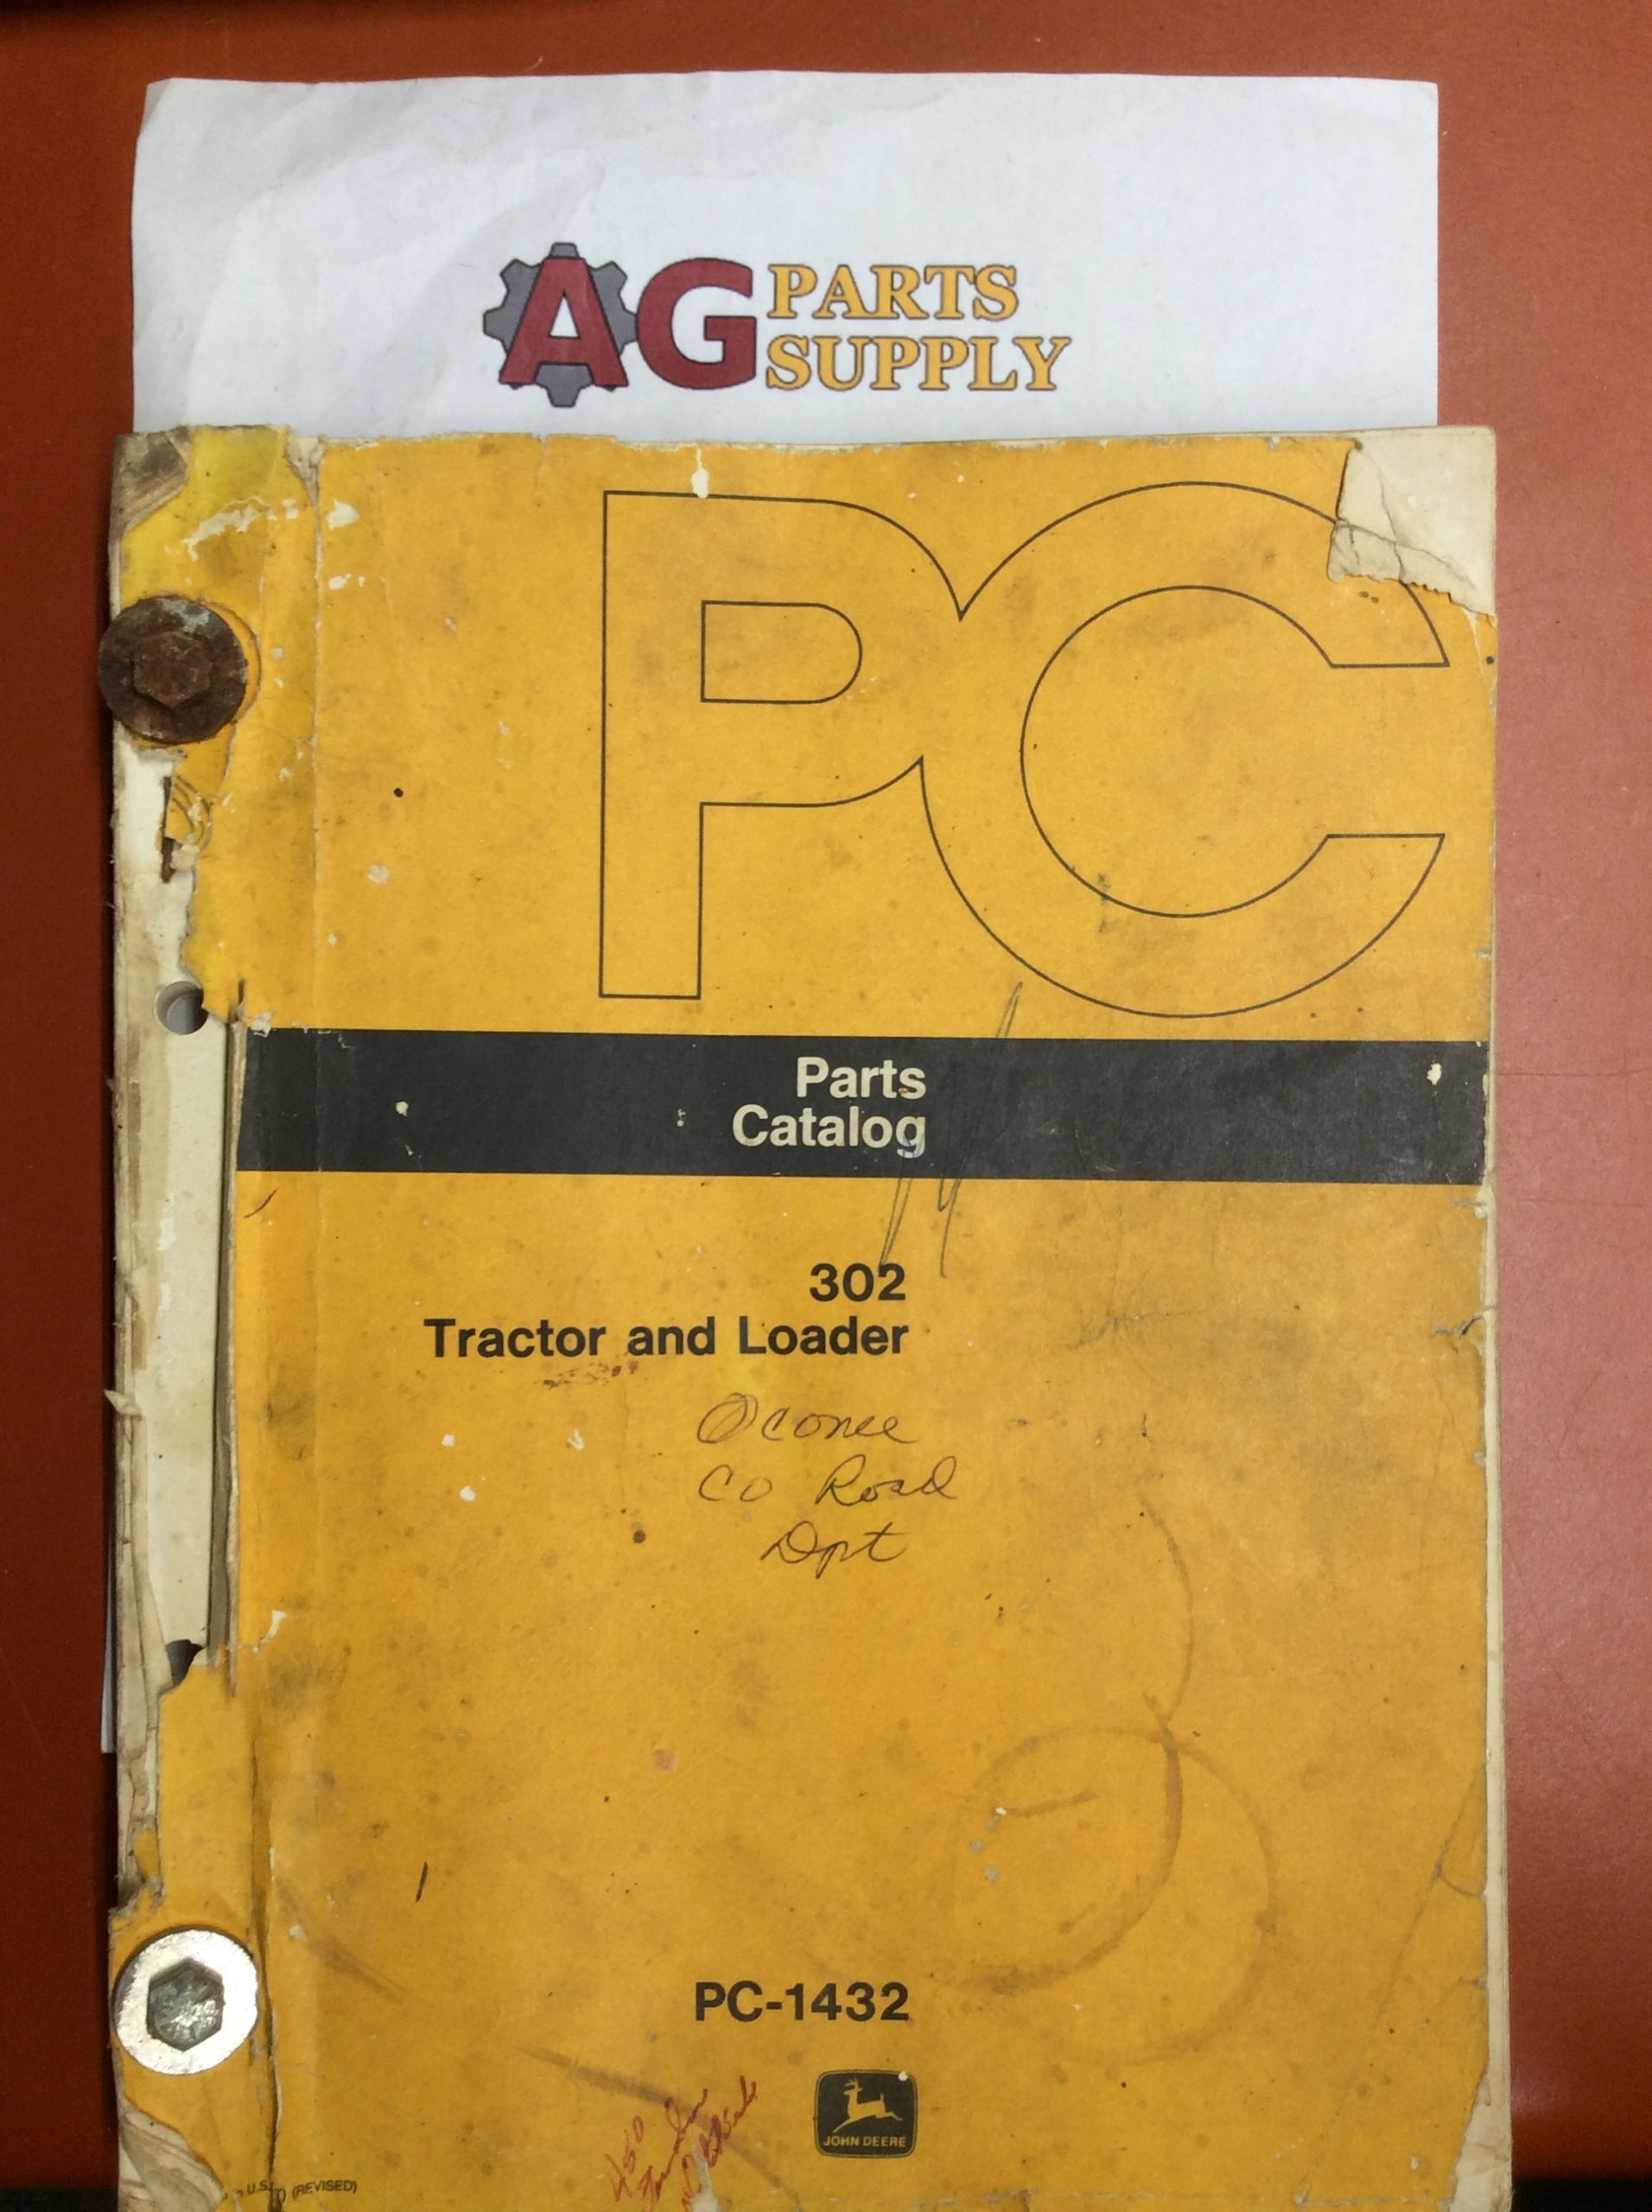 AG PARTS
SUPPLY
PC
Parts
Catalog
302
Tractor and Loader
Oconee
Co Road
Dpt
PC-1432
JOHN DEERE
450
U.S. (REVISED)